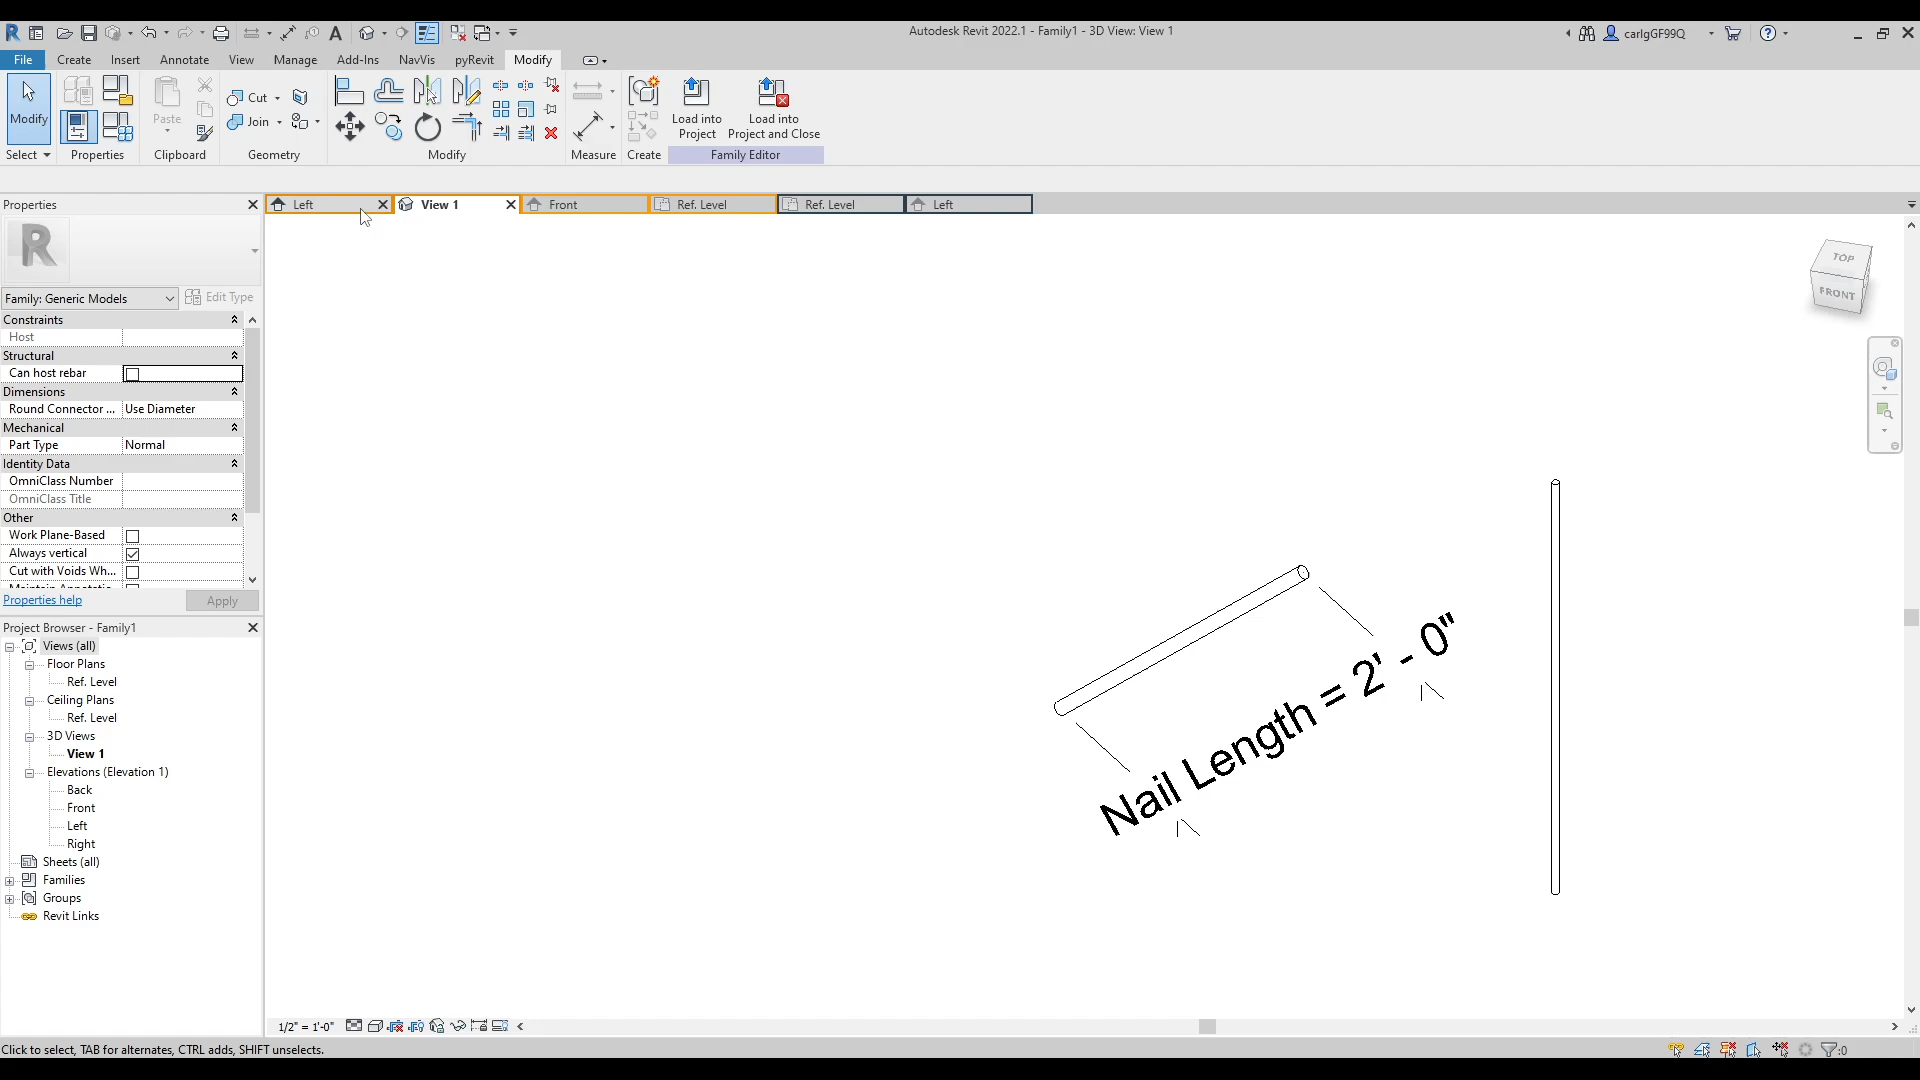 Autodesk Revit 2022.1 - Family1 - 3D View: View 1
carlgGF99Q
File Create Insert Annotate View Manage Add-Ins NavVis pyRevit Modify
Modify
Paste
Cut
Join
Load into
Project
Load into
Project and Close
Select
Properties
Clipboard
Geometry
Modify
Measure
Create
Family Editor
Properties
Left
View 1
Front
Ref. Level
Ref. Level
Left
R
Family: Generic Models
Edit Type
Constraints
Host
Structural
Can host rebar
Dimensions
Round Connector ... Use Diameter
Mechanical
Part Type Normal
Identity Data
OmniClass Number
OmniClass Title
Other
Work Plane-Based
Always vertical
Cut with Voids Wh...
Properties help
Apply
Project Browser - Family1
Views (all)
Floor Plans
Ref. Level
Ceiling Plans
Ref. Level
3D Views
View 1
Elevations (Elevation 1)
Back
Front
Left
Right
Sheets (all)
Families
Groups
Revit Links
TOP
FRONT
Nail Length = 2' - 0"
1/2" = 1'-0"
Click to select, TAB for alternates, CTRL adds, SHIFT unselects.
:0